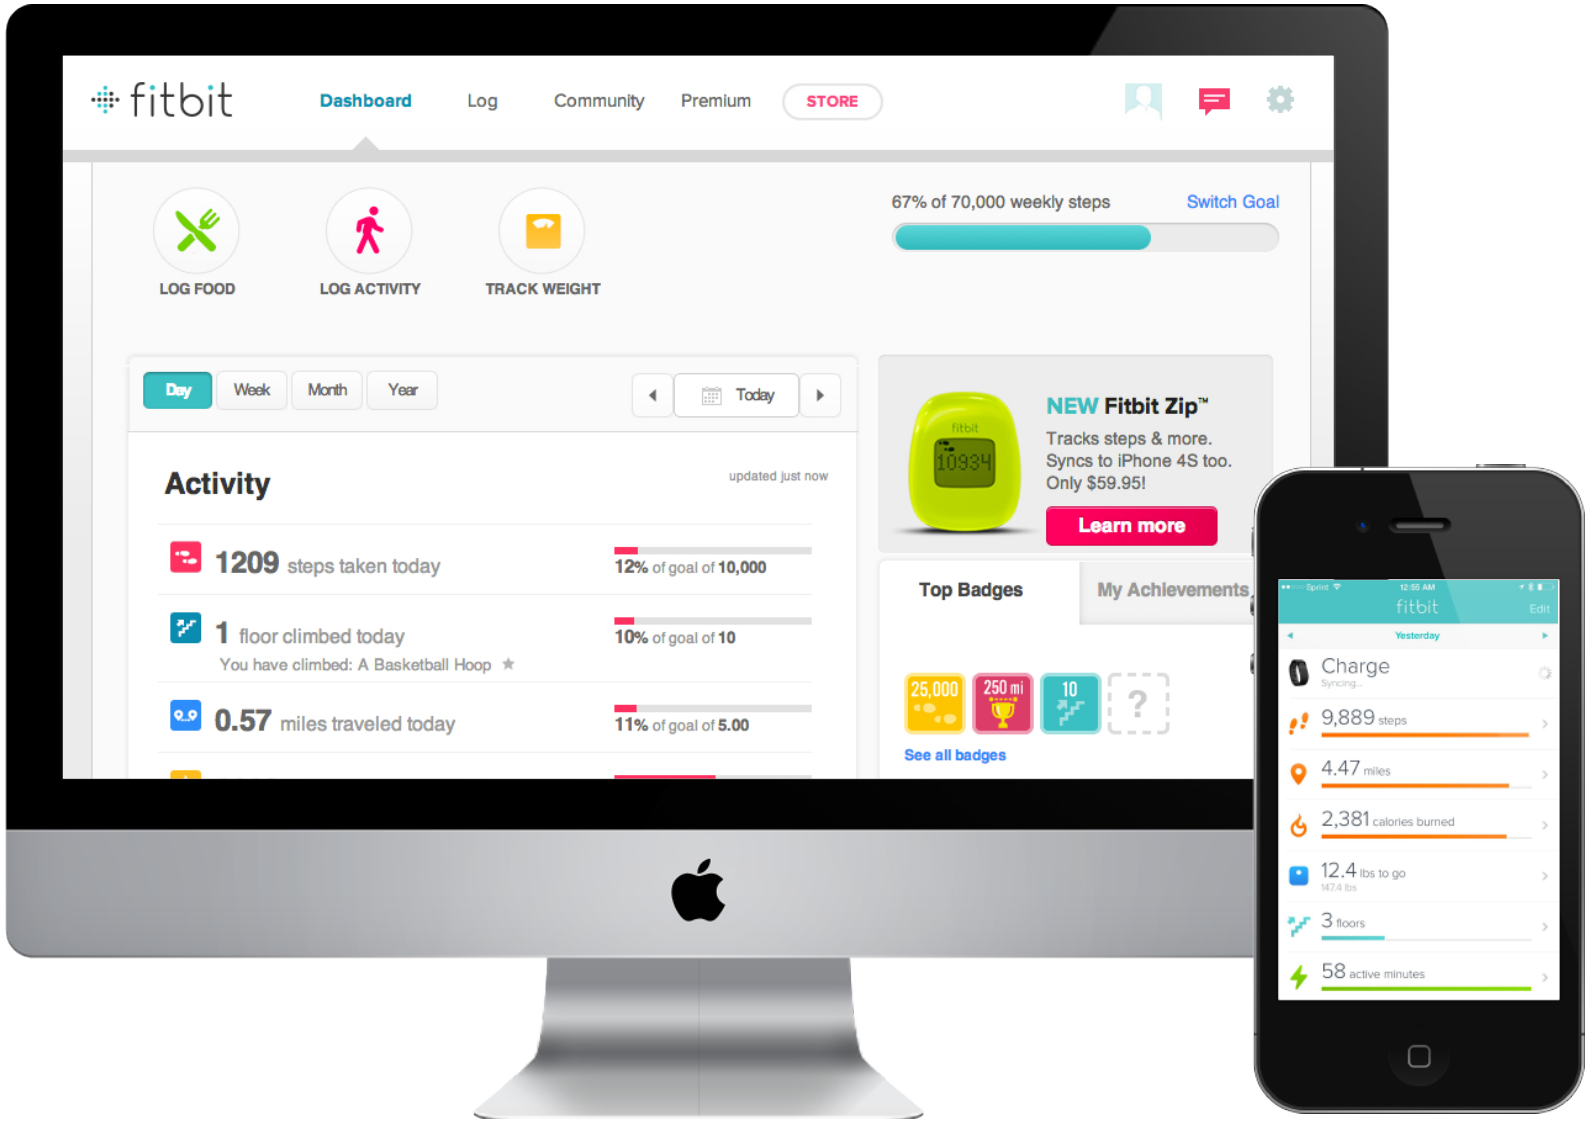 fitbit
Dashboard
Log
Community
Premium
STORE
67% of 70,000 weekly steps
Switch Goal
LOG FOOD
LOG ACTIVITY
TRACK WEIGHT
Day
Week
Month
Year
Today
Activity
updated just now
1209 steps taken today
12% of goal of 10,000
1 floor climbed today
10% of goal of 10
You have climbed: A Basketball Hoop
0.57 miles traveled today
11% of goal of 5.00
fitbit
10934
NEW Fitbit Zip™
Tracks steps & more.
Syncs to iPhone 4S too.
Only $59.95!
Learn more
Top Badges
My Achievements
25,000
250 mi
10
?
See all badges
Sprint
12:55 AM
fitbit
Edit
Yesterday
Charge
Syncing...
9,889 steps
4.47 miles
2,381 calories burned
12.4 lbs to go
147.4 lbs
3 floors
58 active minutes